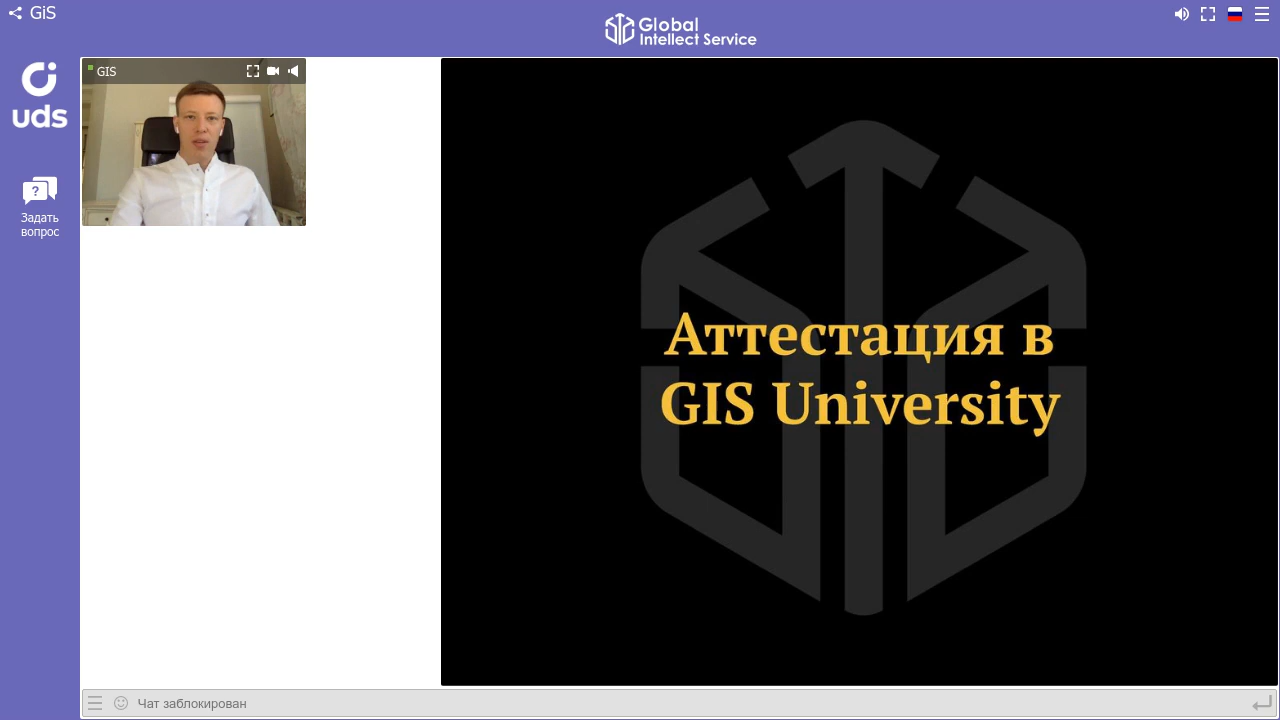 GiS
Global
Intellect Service
uds
GIS
Задать
вопрос
Аттестация в
GIS University
Чат заблокирован